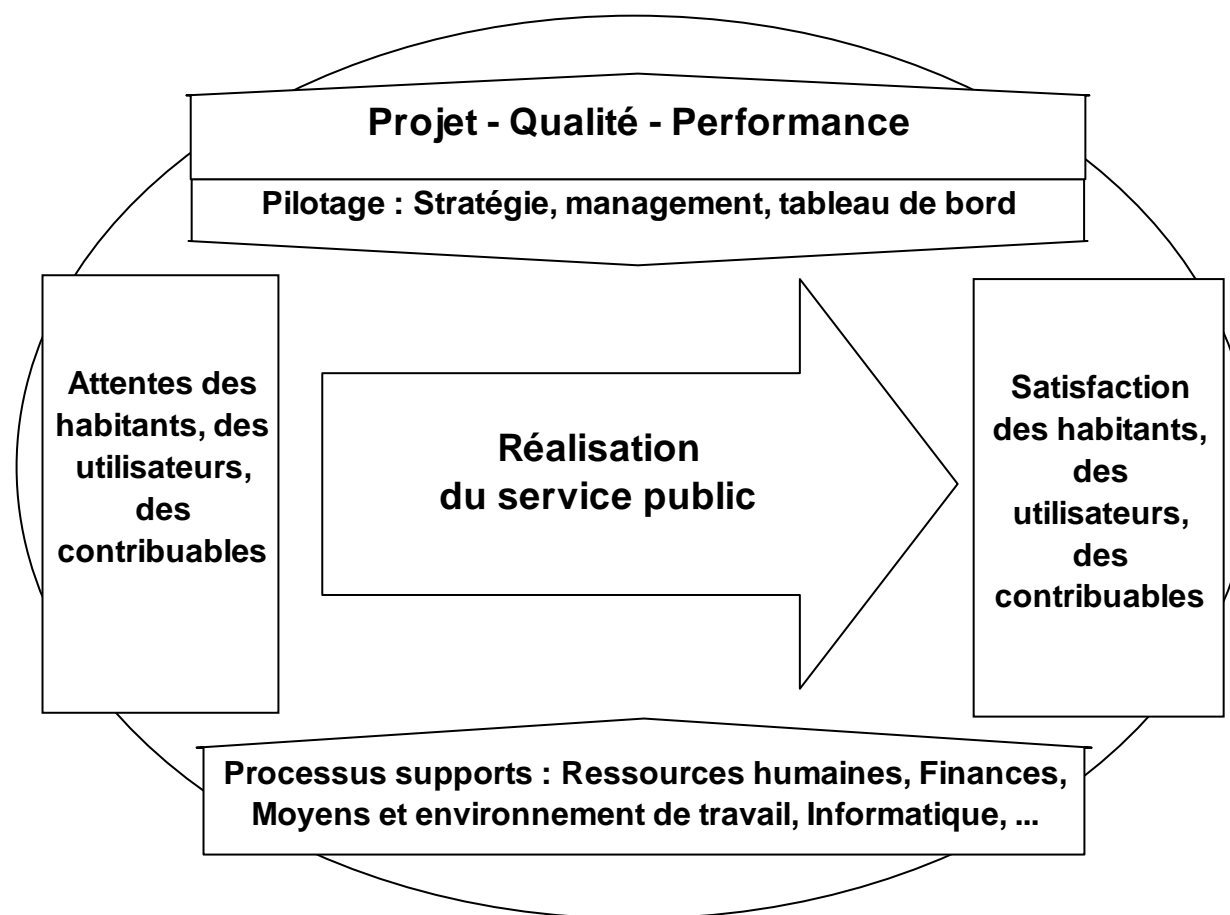 Projet - Qualité - Performance
Pilotage : Stratégie, management, tableau de bord
Attentes des
habitants, des
utilisateurs,
des
contribuables
Réalisation
du service public
Satisfaction
des habitants,
des
utilisateurs,
des
contribuables
Processus supports : Ressources humaines, Finances,
Moyens et environnement de travail, Informatique, ...